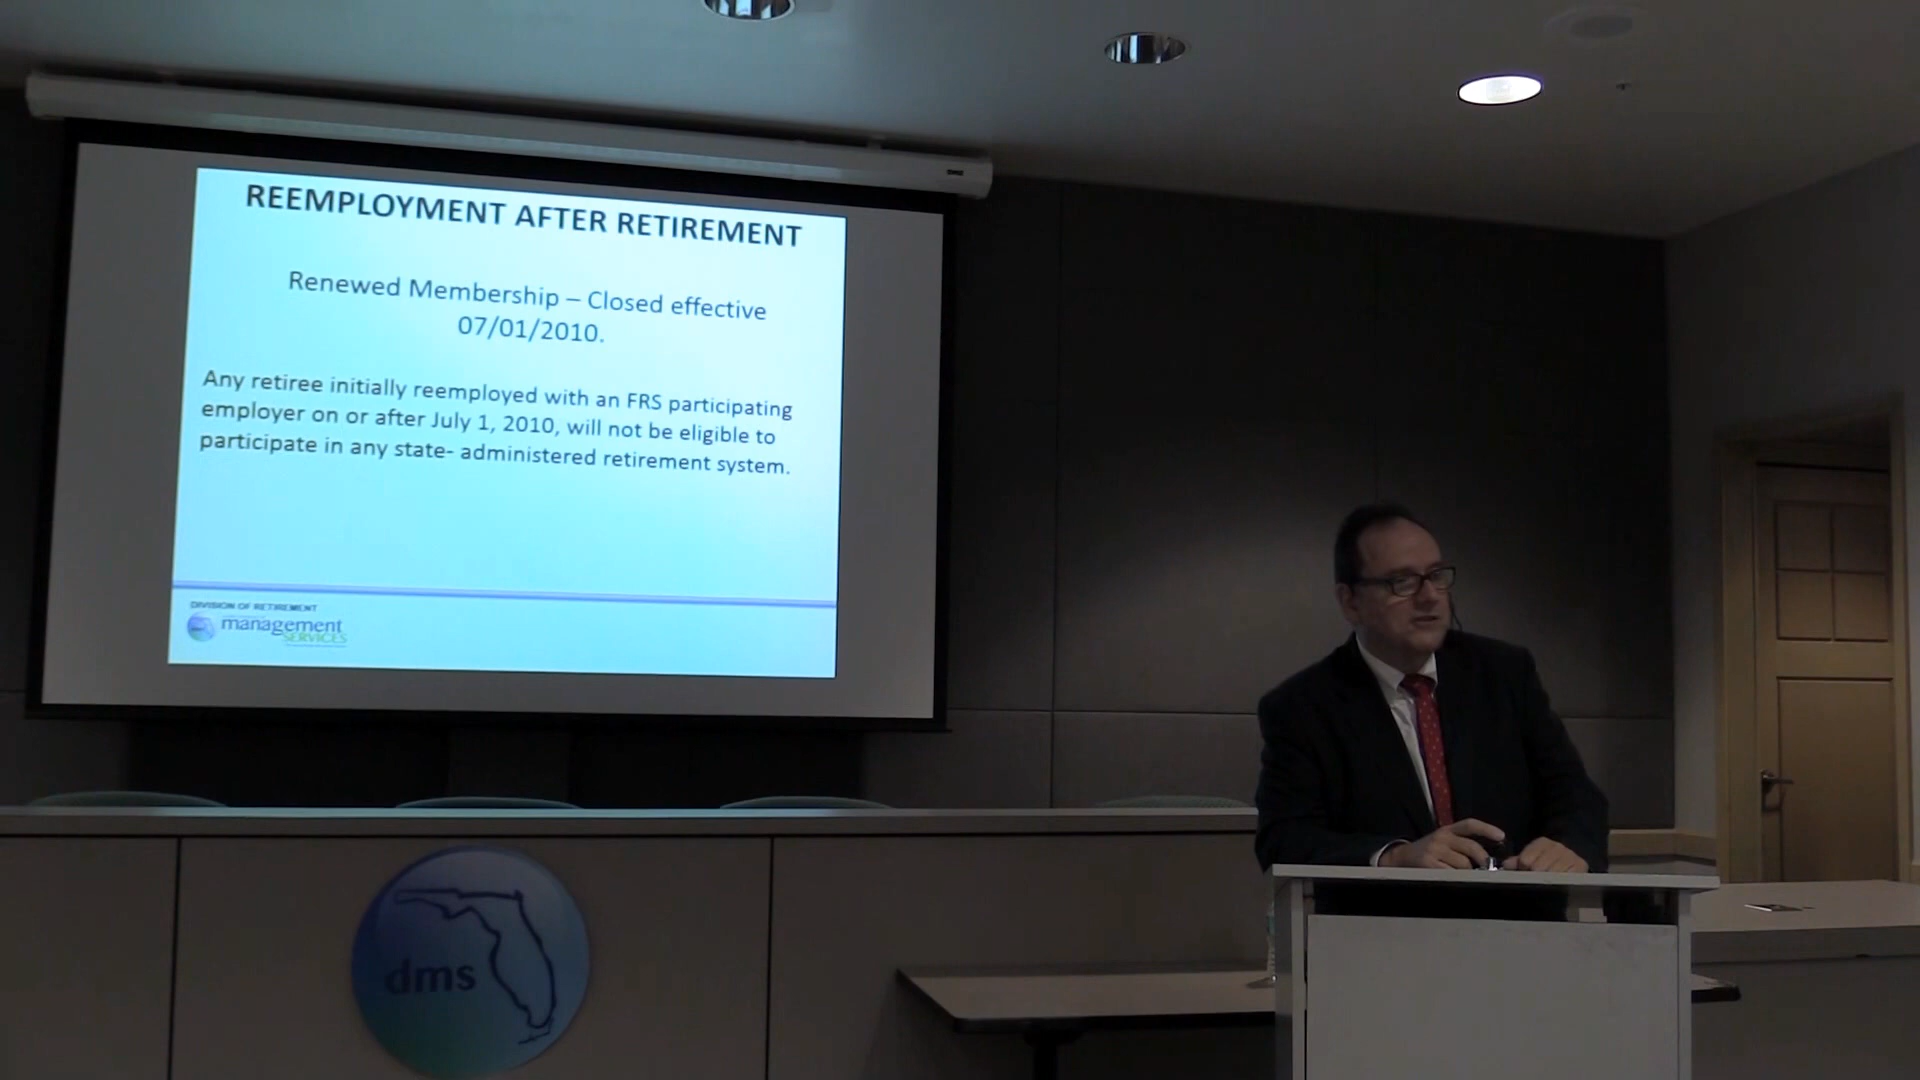 REEMPLOYMENT AFTER RETIREMENT
Renewed Membership – Closed effective
07/01/2010.
Any retiree initially reemployed with an FRS participating
employer on or after July 1, 2010, will not be eligible to
participate in any state- administered retirement system.
DIVISION OF RETIREMENT
management
SERVICES
dms